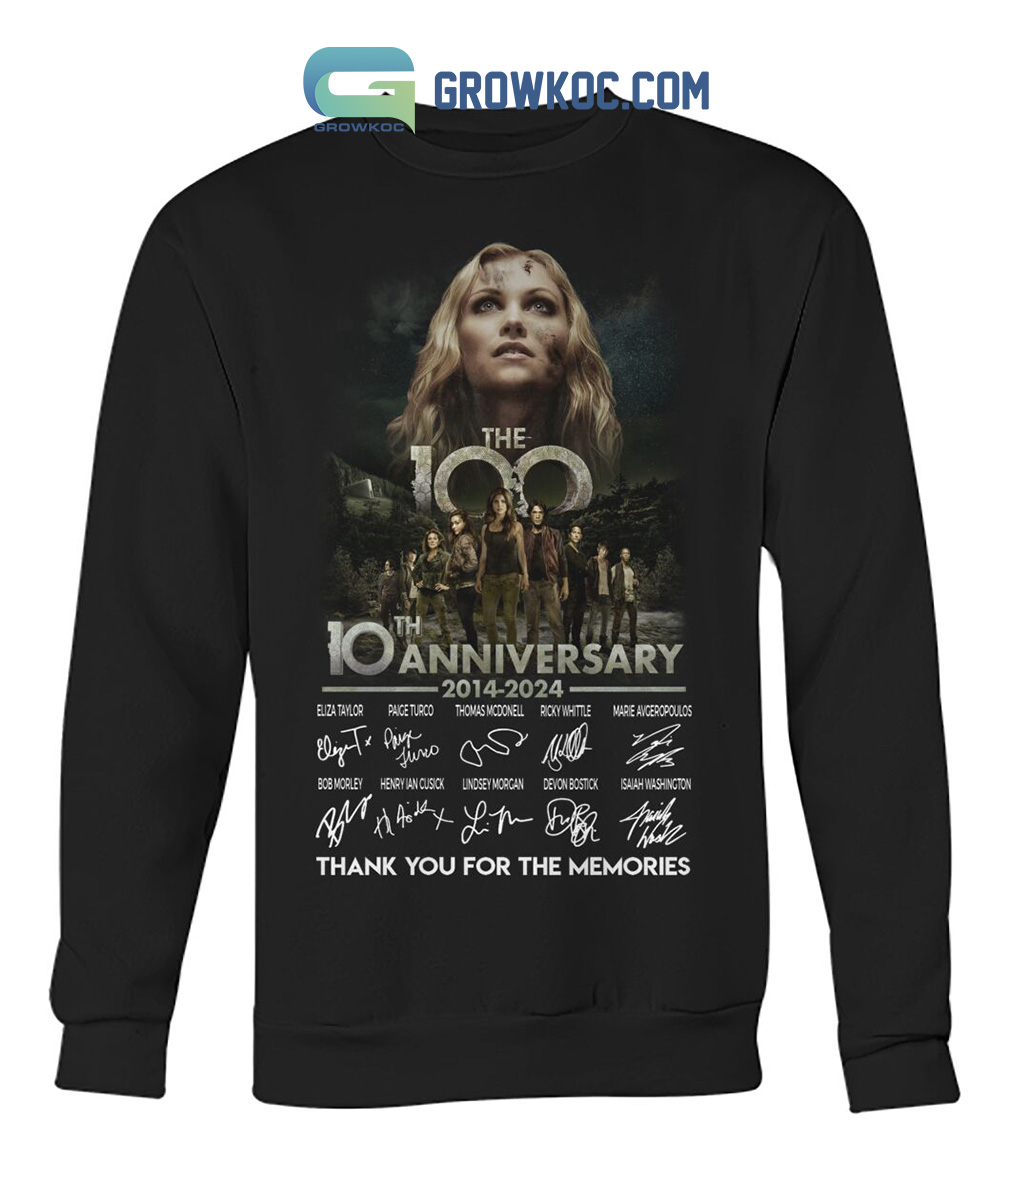 GROWKOC.COM
GROWKOC
THE
100
10TH
ANNIVERSARY
2014-2024
ELIZA TAYLOR PAIGE TURCO THOMAS MCDONELL RICKY WHITTLE MARIE AVGEROPOULOS
BOB MORLEY HENRY IAN CUSICK LINDSEY MORGAN DEVON BOSTICK ISAIAH WASHINGTON
THANK YOU FOR THE MEMORIES